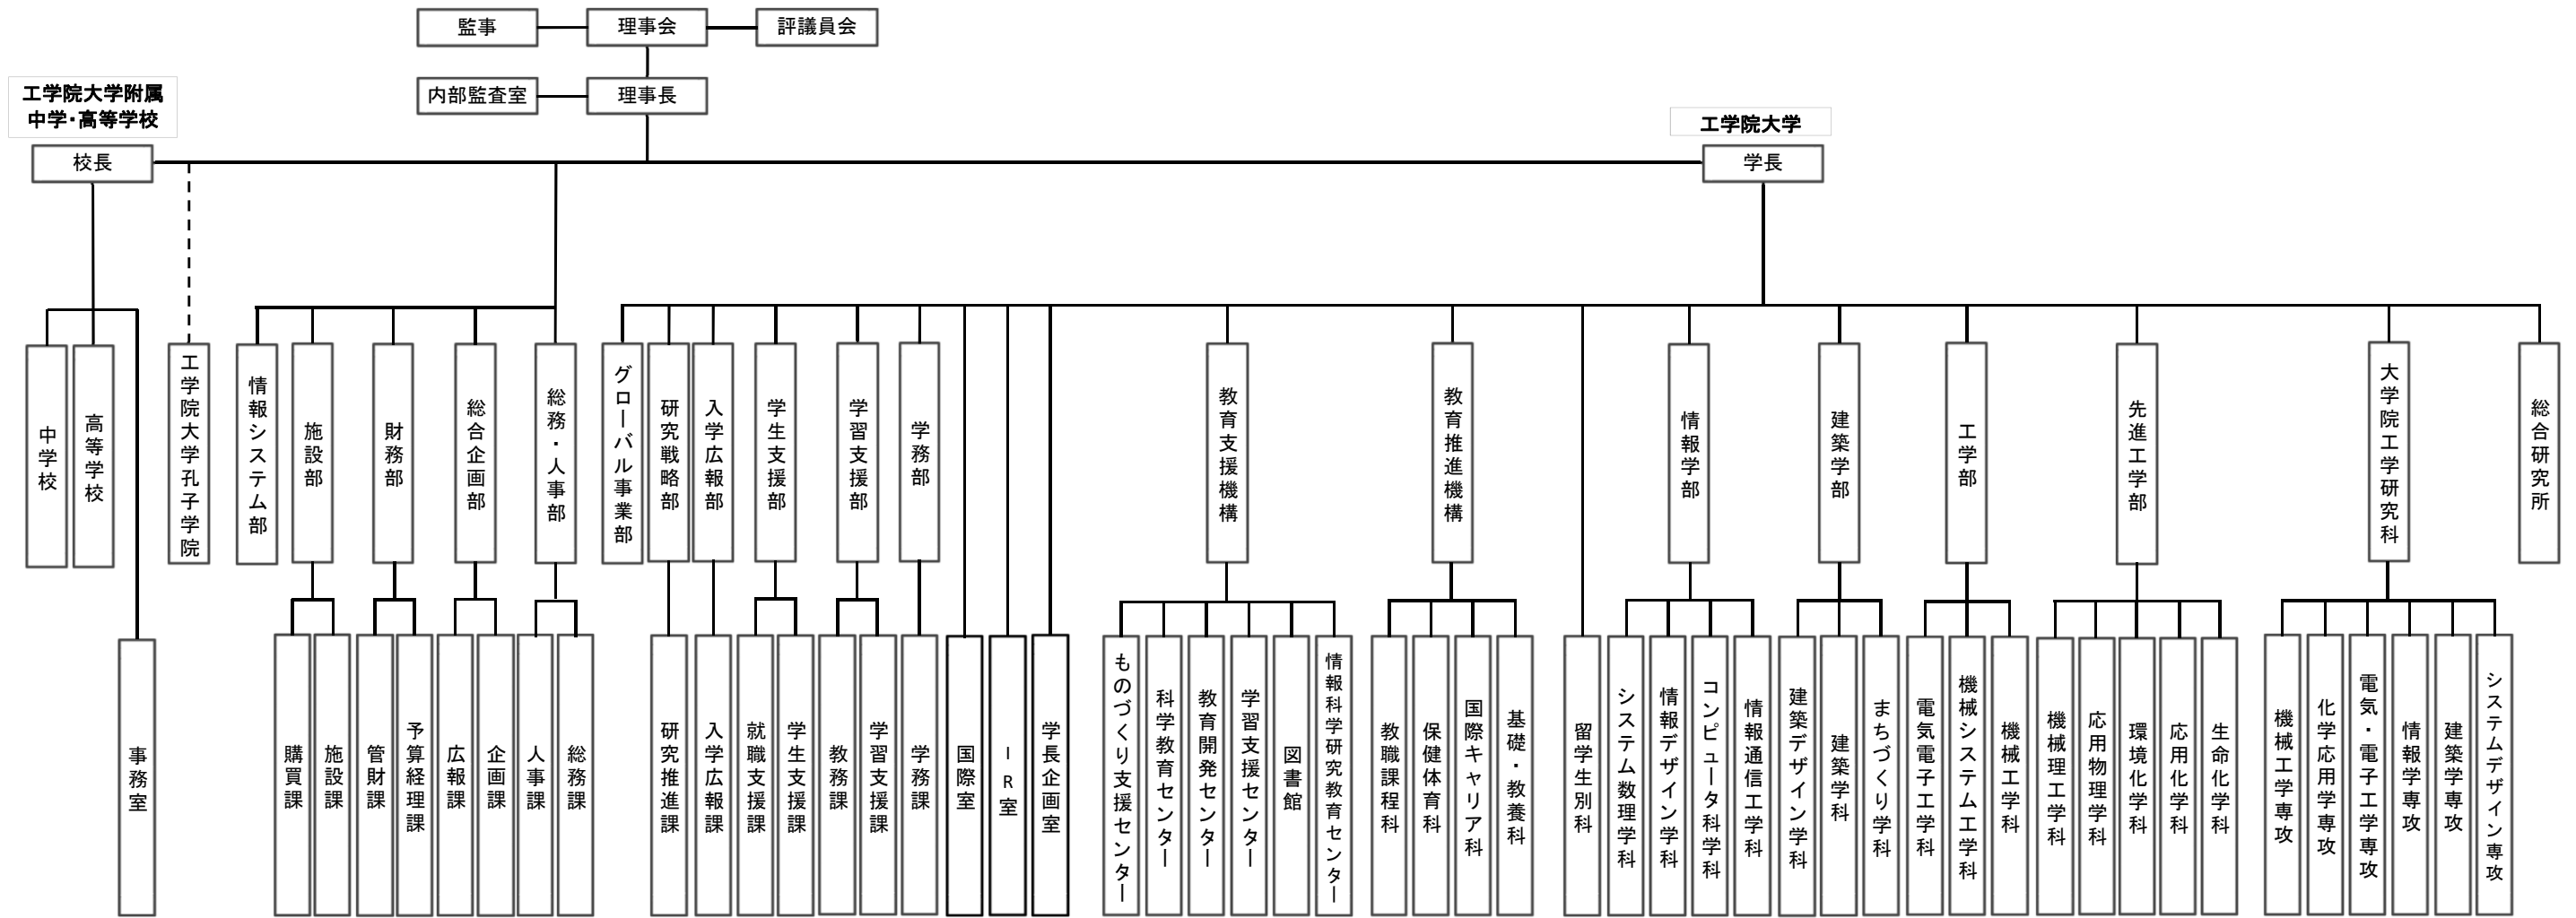 監事
理事会
評議員会
内部監査室
理事長
工学院大学附属
中学・高等学校
工学院大学
校長
学長
中学校
高等学校
工学院大学孔子学院
情報システム部
施設部
財務部
総合企画部
総務・人事部
グローバル事業部
研究戦略部
入学広報部
学生支援部
学習支援部
学務部
教育支援機構
教育推進機構
情報学部
建築学部
工学部
先進工学部
大学院工学研究科
総合研究所
事務室
購買課
施設課
管財課
予算経理課
広報課
企画課
人事課
総務課
研究推進課
入学広報課
就職支援課
学生支援課
教務課
学習支援課
学務課
国際室
IR室
学長企画室
ものづくり支援センター
科学教育センター
教育開発センター
学習支援センター
図書館
情報科学研究教育センター
教職課程科
保健体育科
国際キャリア科
基礎・教養科
留学生別科
システム数理学科
情報デザイン学科
コンピュータ科学科
情報通信工学科
建築デザイン学科
建築学科
まちづくり学科
電気電子工学科
機械システム工学科
機械工学科
機械理工学科
応用物理学科
環境化学科
応用化学科
生命化学科
機械工学専攻
化学応用学専攻
電気・電子工学専攻
情報学専攻
建築学専攻
システムデザイン専攻